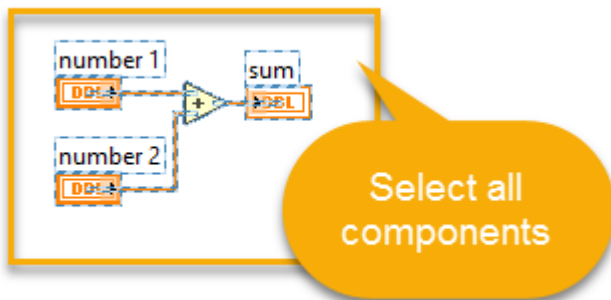 number 1
DBL
sum
+
DBL
number 2
DBL
Select all
components